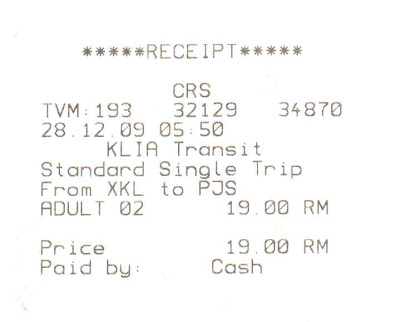 *****RECEIPT*****
CRS
TVM:193 32129 34870
28.12.09 05:50
KLIA Transit
Standard Single Trip
From XKL to PJS
ADULT 02 19.00 RM
Price 19.00 RM
Paid by: Cash